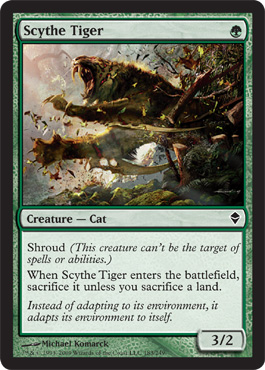 Scythe Tiger
Creature — Cat
Shroud (This creature can't be the target of
spells or abilities.)
When Scythe Tiger enters the battlefield,
sacrifice it unless you sacrifice a land.
Instead of adapting to its environment, it
adapts its environment to itself.
Michael Komarck
3/2